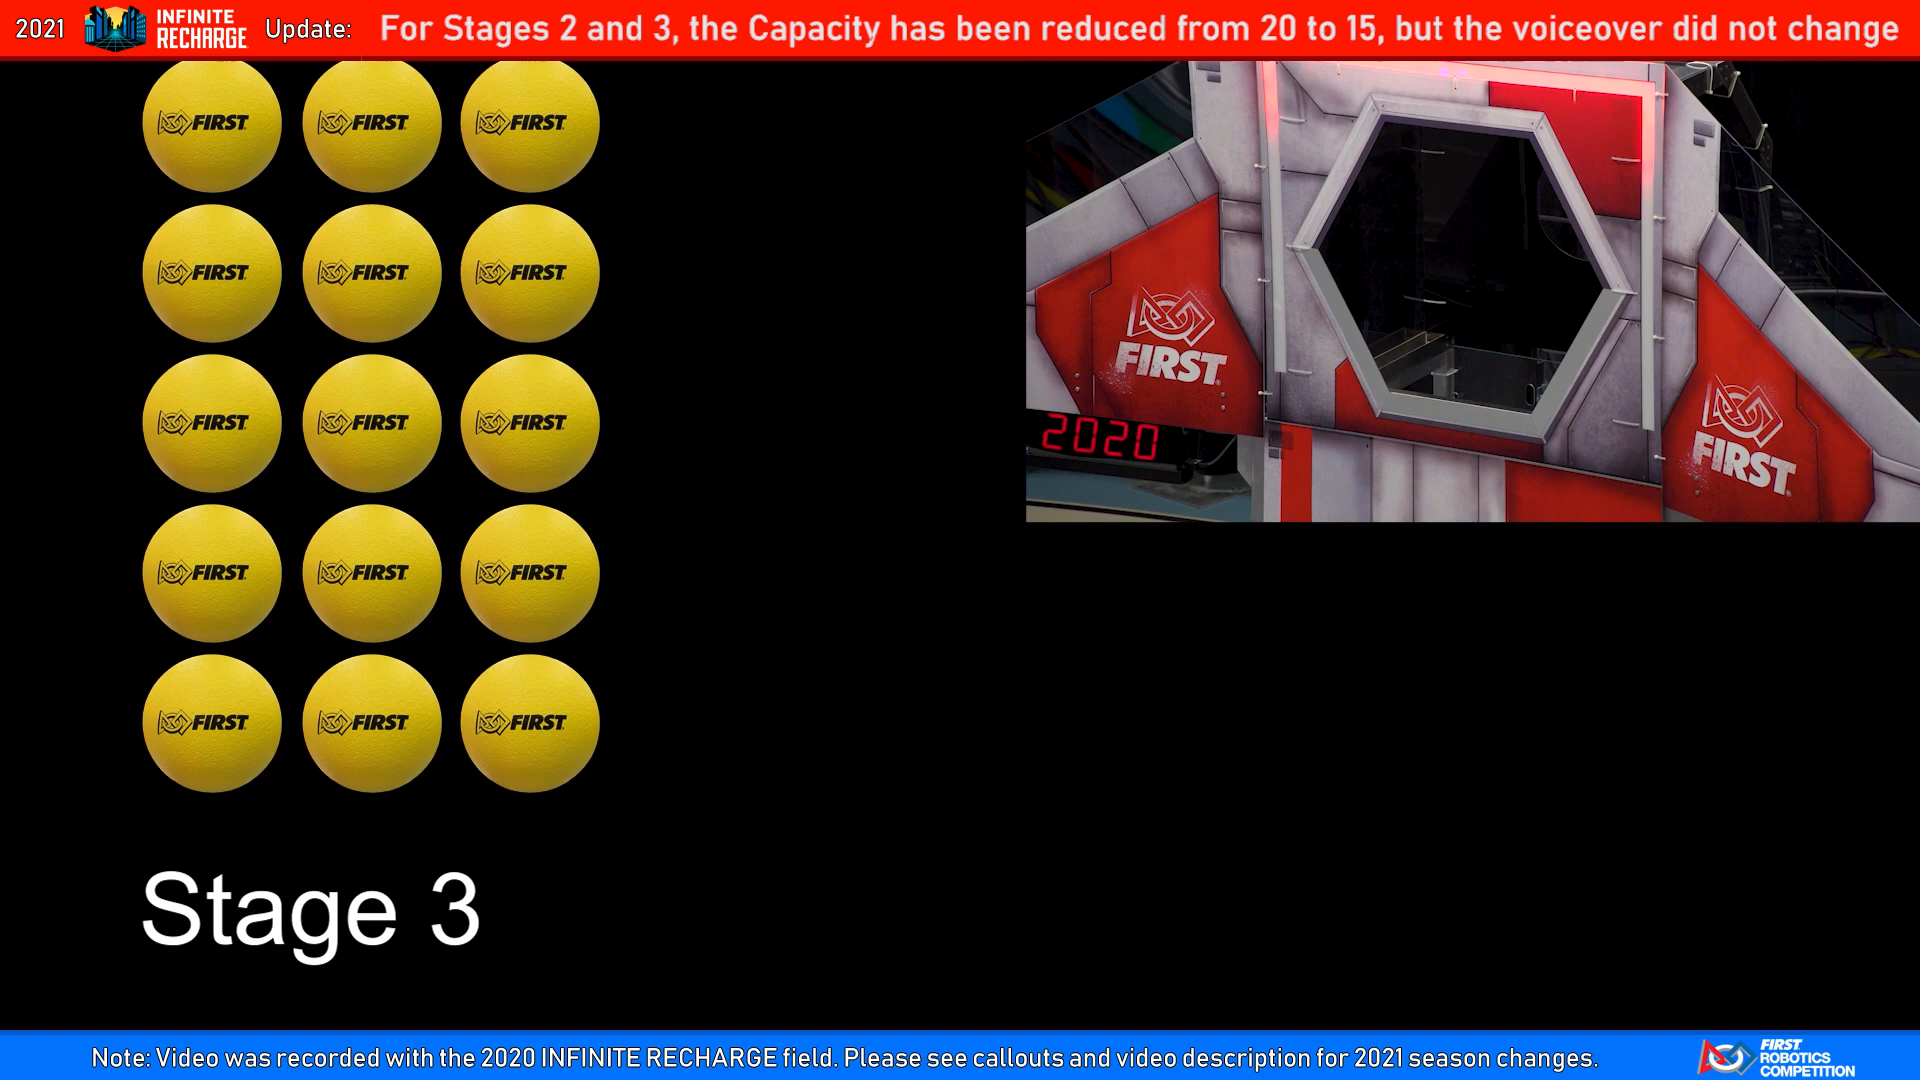 2021 INFINITE RECHARGE Update: For Stages 2 and 3, the Capacity has been reduced from 20 to 15, but the voiceover did not change
FIRST FIRST FIRST
FIRST FIRST FIRST
FIRST FIRST FIRST
FIRST FIRST FIRST
FIRST FIRST FIRST
FIRST
2020
FIRST
Stage 3
Note: Video was recorded with the 2020 INFINITE RECHARGE field. Please see callouts and video description for 2021 season changes.
FIRST
ROBOTICS
COMPETITION